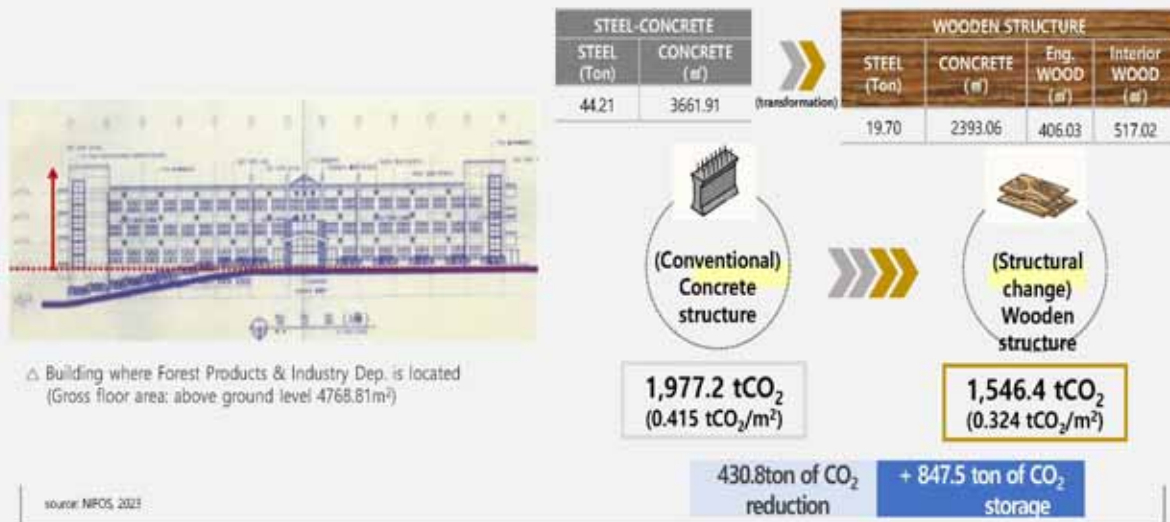 STEEL-CONCRETE
STEEL
(Ton)
CONCRETE
(㎥)
44.21
3661.91
(transformation)
WOODEN STRUCTURE
STEEL
(Ton)
CONCRETE
(㎥)
Eng.
WOOD
(㎥)
Interior
WOOD
(㎥)
19.70
2393.06
406.03
517.02
△ Building where Forest Products & Industry Dep. is located
(Gross floor area: above ground level 4768.81m²)
(Conventional)
Concrete
structure
(Structural
change)
Wooden
structure
1,977.2 tCO₂
(0.415 tCO₂/m²)
1,546.4 tCO₂
(0.324 tCO₂/m²)
430.8ton of CO₂
reduction
+ 847.5 ton of CO₂
storage
source: NIFOS, 2023